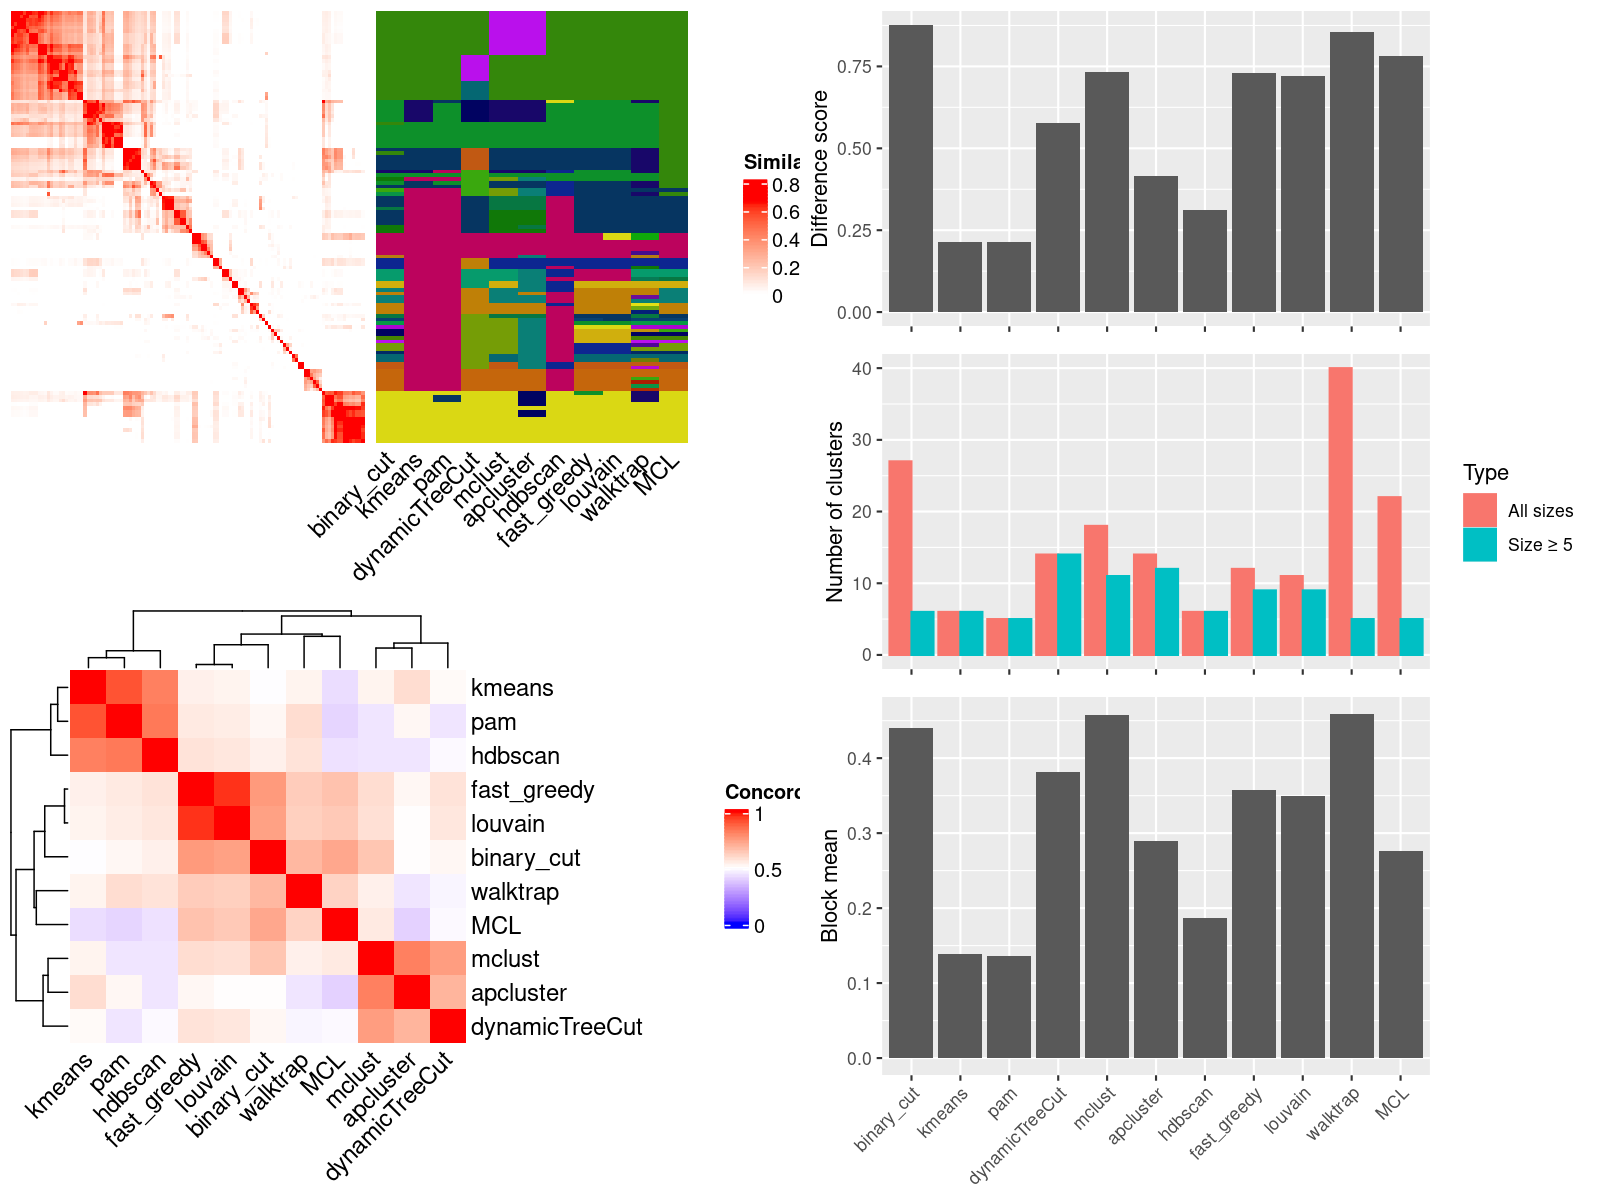 Simila
0.8
0.6
0.4
0.2
0
binary_cut
kmeans
pam
dynamicTreeCut
mclust
apcluster
hdbscan
fast_greedy
louvain
walktrap
MCL
kmeans
pam
hdbscan
fast_greedy
louvain
binary_cut
walktrap
MCL
mclust
apcluster
dynamicTreeCut
Concord
1
0.5
0
kmeans
pam
hdbscan
fast_greedy
louvain
binary_cut
walktrap
MCL
mclust
apcluster
dynamicTreeCut
Difference score
0.75
0.50
0.25
0.00
Number of clusters
40
30
20
10
0
Type
All sizes
Size ≥ 5
Block mean
0.4
0.3
0.2
0.1
0.0
binary_cut
kmeans
pam
dynamicTreeCut
mclust
apcluster
hdbscan
fast_greedy
louvain
walktrap
MCL